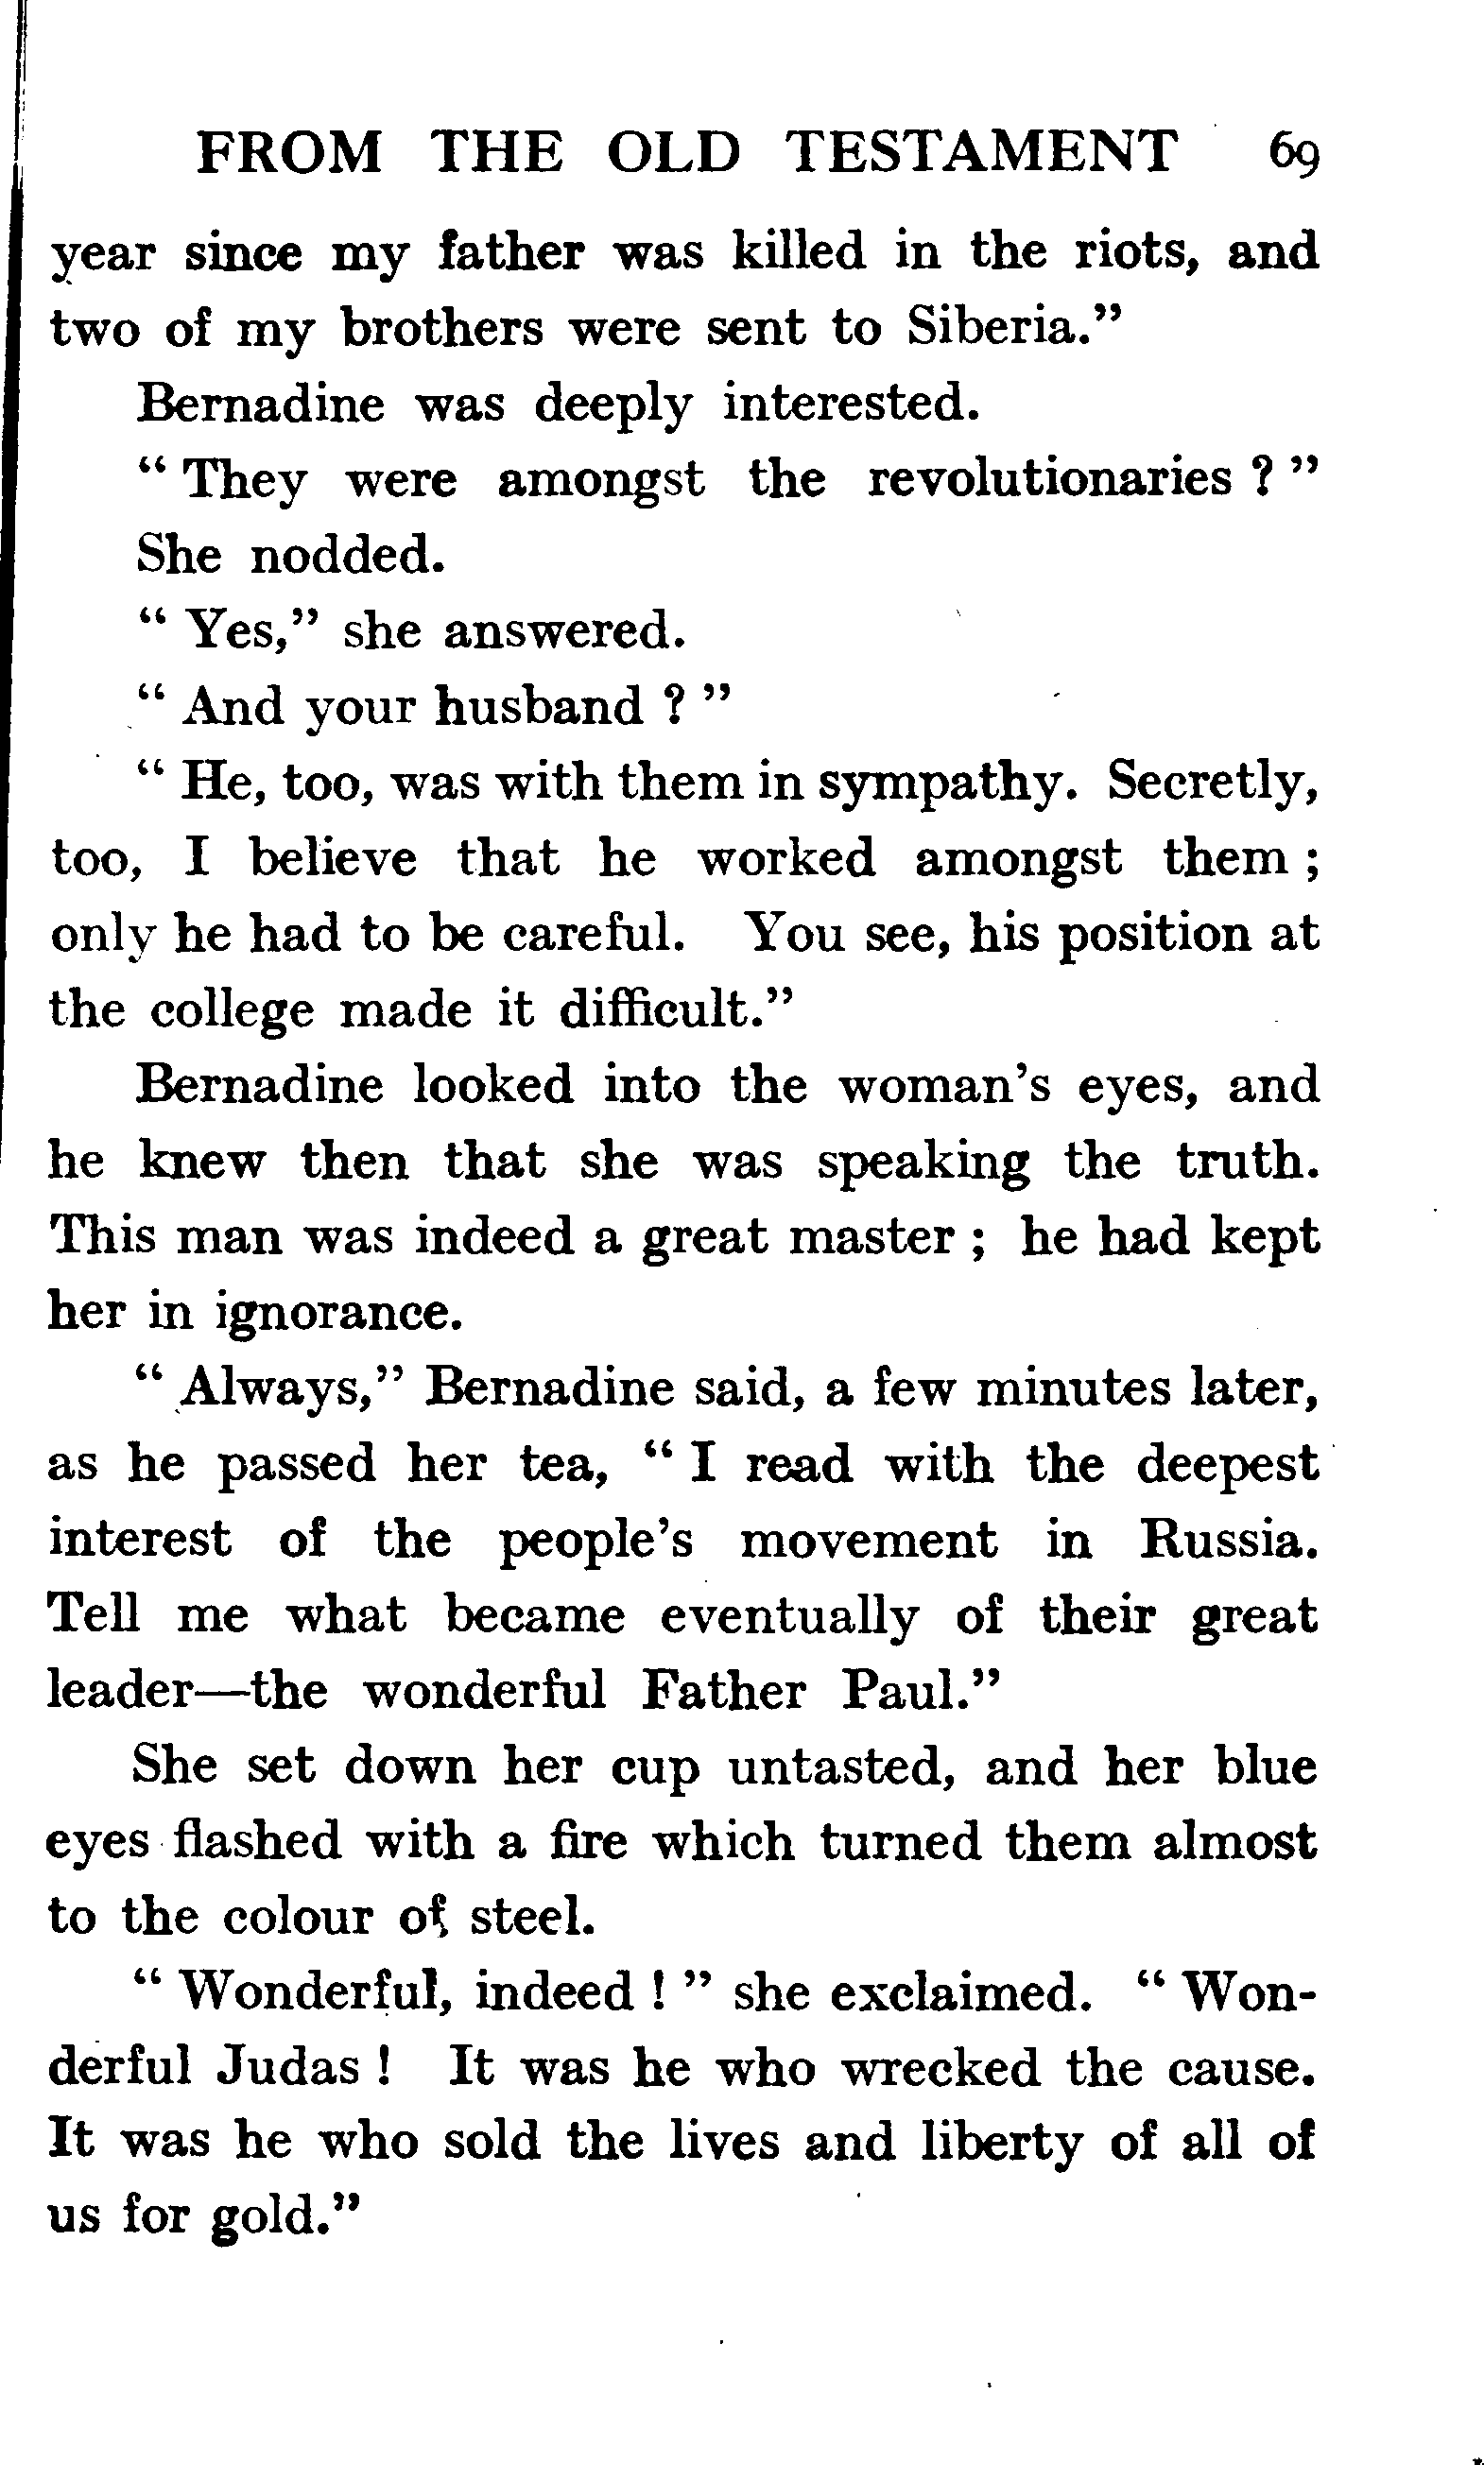 FROM THE OLD TESTAMENT 69
year since my father was killed in the riots, and
two of my brothers were sent to Siberia."
Bernadine was deeply interested.
" They were amongst the revolutionaries ? "
She nodded.
" Yes," she answered.
" And your husband ? "
" He, too, was with them in sympathy. Secretly,
too, I believe that he worked amongst them ;
only he had to be careful. You see, his position at
the college made it difficult."
Bernadine looked into the woman's eyes, and
he knew then that she was speaking the truth.
This man was indeed a great master ; he had kept
her in ignorance.
" Always," Bernadine said, a few minutes later,
as he passed her tea, " I read with the deepest
interest of the people's movement in Russia.
Tell me what became eventually of their great
leader—the wonderful Father Paul."
She set down her cup untasted, and her blue
eyes flashed with a fire which turned them almost
to the colour of steel.
" Wonderful, indeed ! " she exclaimed. " Won-
derful Judas ! It was he who wrecked the cause.
It was he who sold the lives and liberty of all of
us for gold."